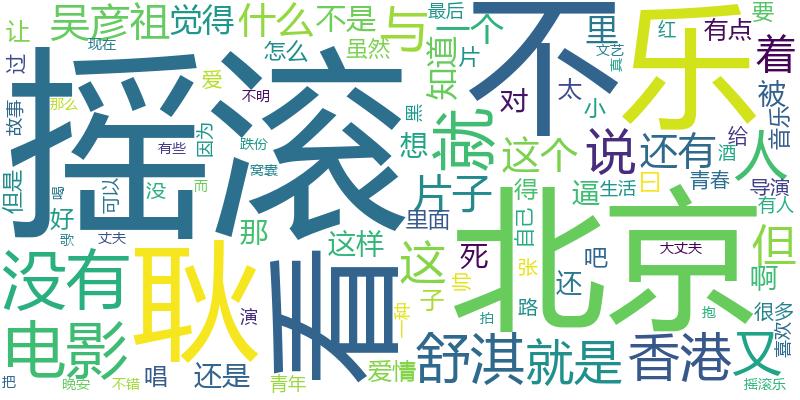 让
吴彦祖
觉得
什么
不是
与
最后
一个
不
乐
里
红
要
有点
着
过
现在
怎么
虽然
知道
片
文艺
真艺
故事
那么
爱
不明
摇滚
黑
对
太
小
被
音乐
有些
因为
跌份
想
就
说
还有
给
人
但是
可以
没
而
窝囊
这个
酒
喝
好
歌
丈夫
那
片子
得
逼
生活
曰
青春
导演
有人
里面
自己
北京
但
没有
耿
看
这样
这
死
张
还
吧
大丈夫
啊
帅
子
一群
路
很多
喜欢
电影
演
拍
抱
把
唱
还是
爱情
舒淇
就是
香港
又
晚安
不错
青年
摇滚乐